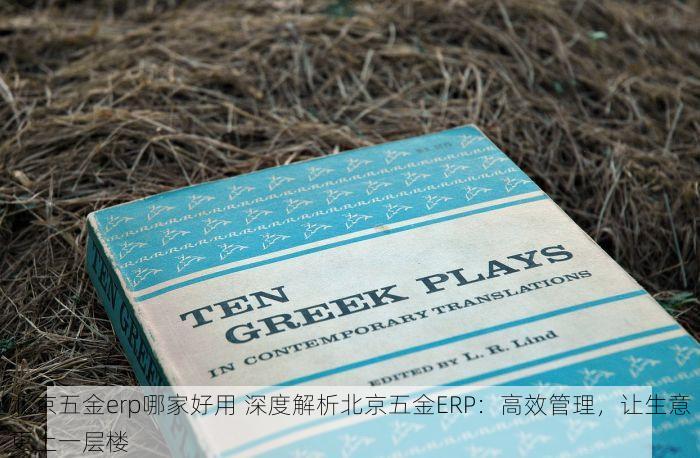 TEN
GREEK PLAYS
IN CONTEMPORARY TRANSLATIONS
EDITED BY L. R. Lind
TEN GREEK
北京五金erp哪家好用 深度解析北京五金ERP：高效管理，让生意
更上一层楼